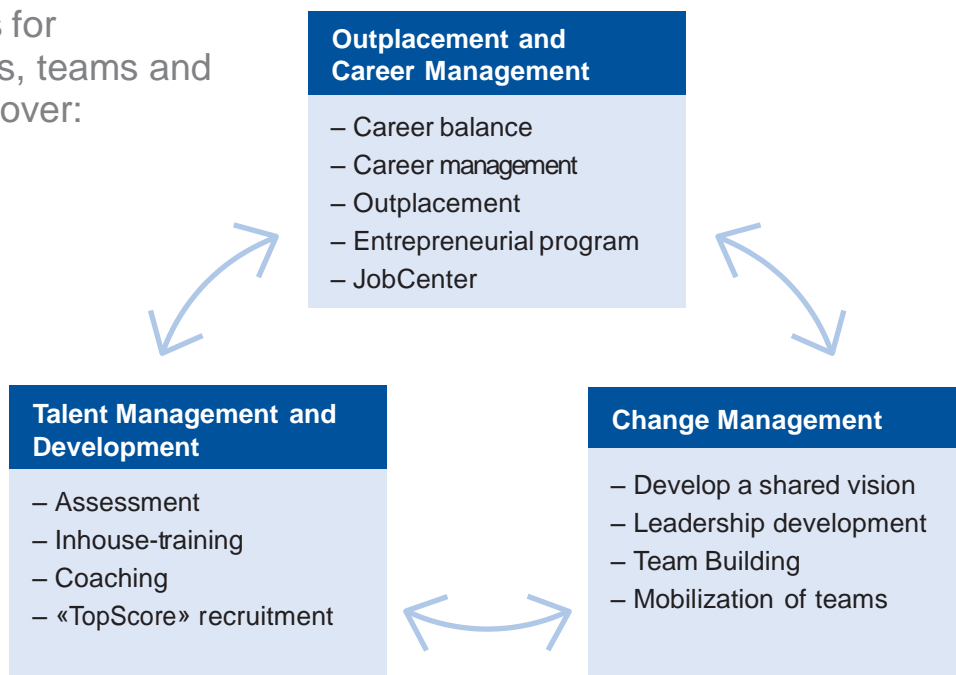 s for
s, teams and
over:
Outplacement and
Career Management
– Career balance
– Career management
– Outplacement
– Entrepreneurial program
– JobCenter
Talent Management and
Development
– Assessment
– Inhouse-training
– Coaching
– «TopScore» recruitment
Change Management
– Develop a shared vision
– Leadership development
– Team Building
– Mobilization of teams